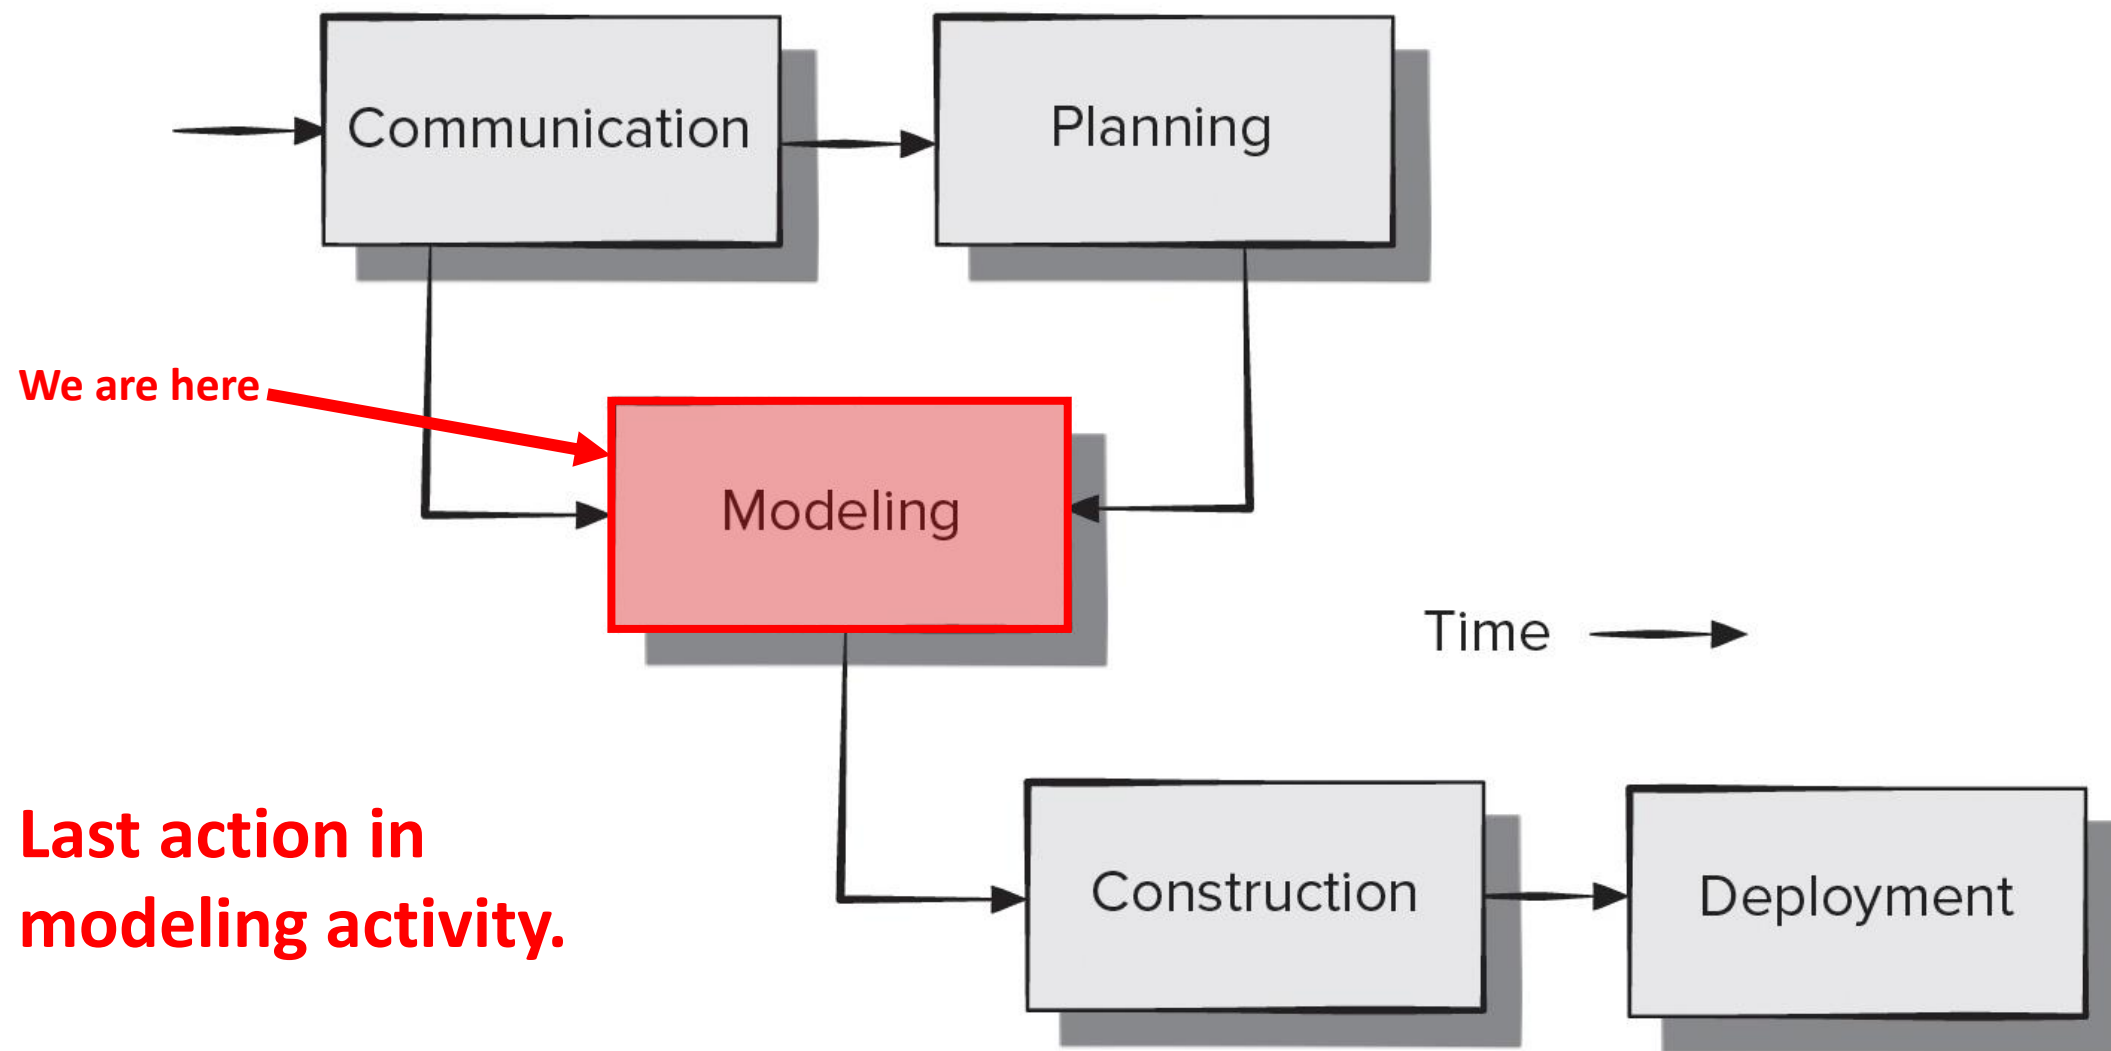 Communication
Planning
We are here
Modeling
Time
Last action in
modeling activity.
Construction
Deployment